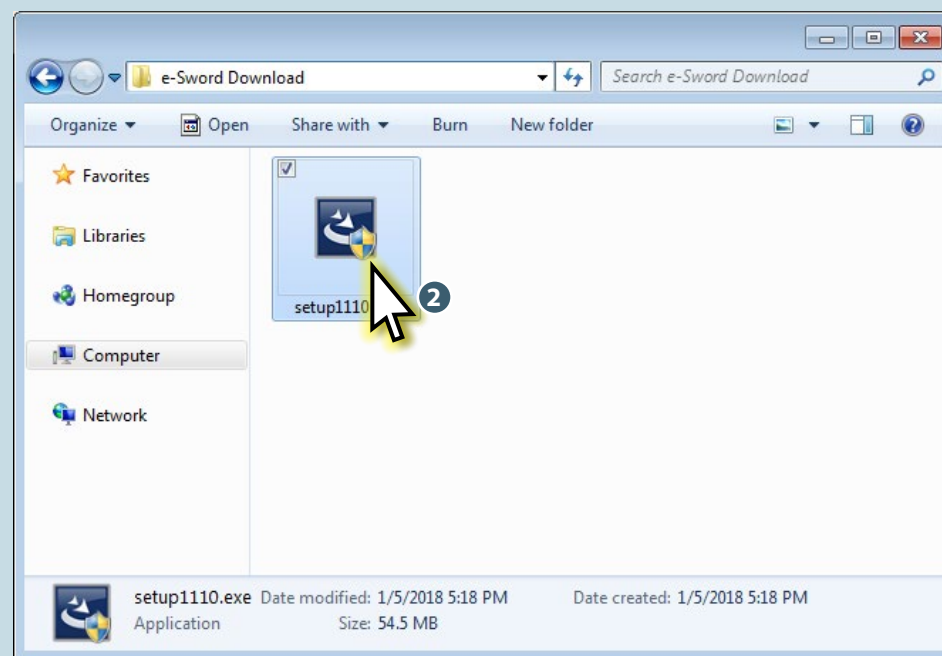 e-Sword Download
Search e-Sword Download
Organize
Open
Share with
Burn
New folder
Favorites
Libraries
Homegroup
Computer
Network
setup1110
2
setup1110.exe Date modified: 1/5/2018 5:18 PM Date created: 1/5/2018 5:18 PM
Application Size: 54.5 MB